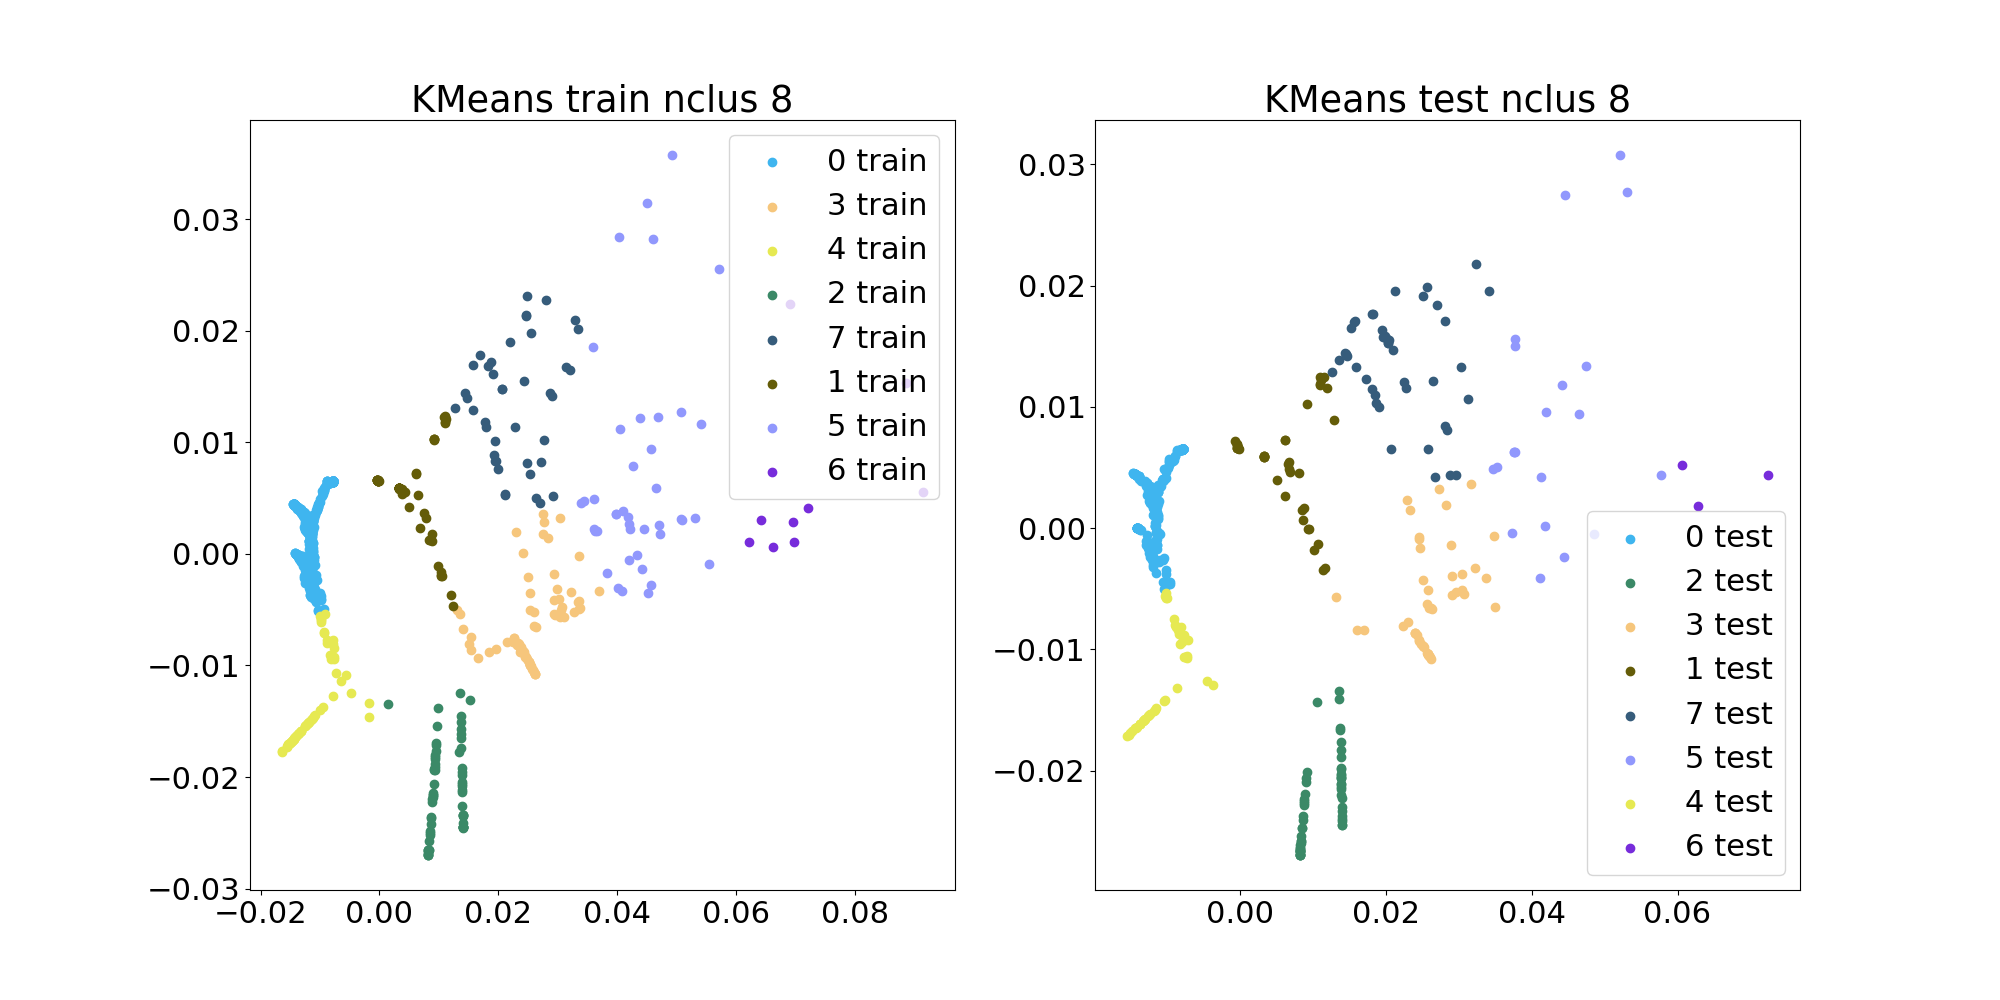 KMeans train nclus 8
0.03
0.02
0.01
0.00
−0.01
−0.02
−0.03
−0.02 0.00 0.02 0.04 0.06 0.08
0 train
3 train
4 train
2 train
7 train
1 train
5 train
6 train
KMeans test nclus 8
0.03
0.02
0.01
0.00
−0.01
−0.02
0.00 0.02 0.04 0.06
0 test
2 test
3 test
1 test
7 test
5 test
4 test
6 test